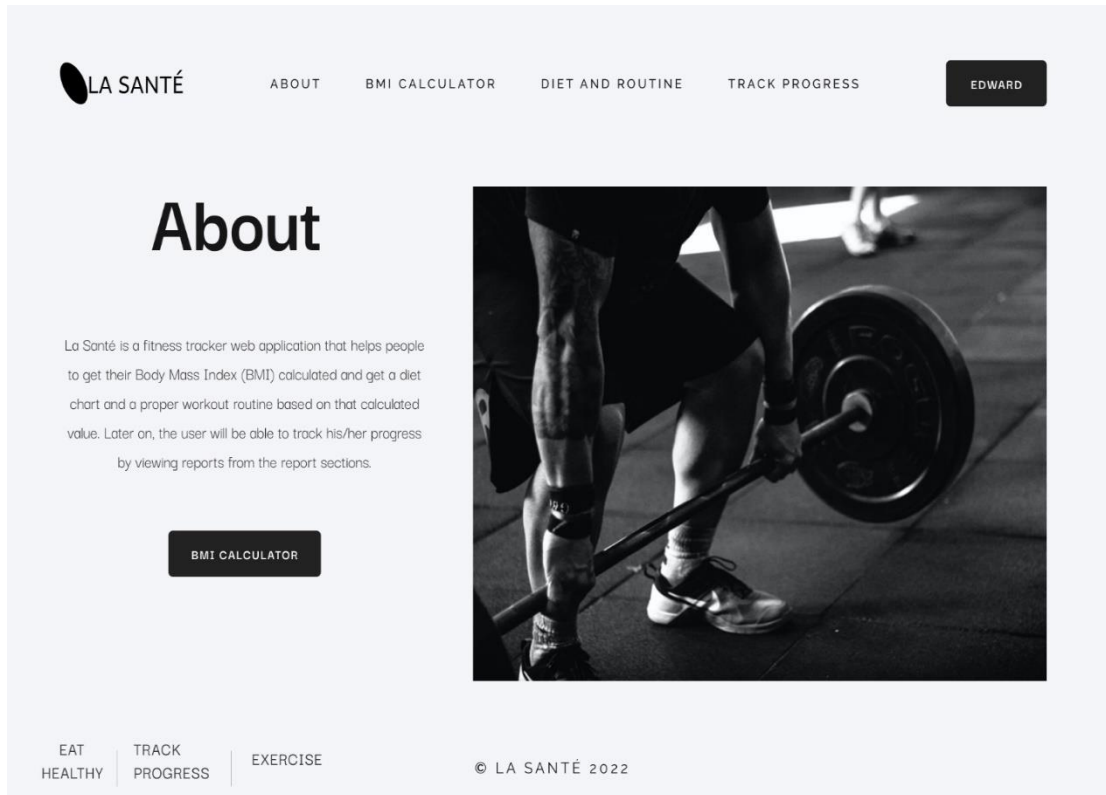 LA SANTÉ
ABOUT
BMI CALCULATOR
DIET AND ROUTINE
TRACK PROGRESS
EDWARD
About
La Santé is a fitness tracker web application that helps people
to get their Body Mass Index (BMI) calculated and get a diet
chart and a proper workout routine based on that calculated
value. Later on, the user will be able to track his/her progress
by viewing reports from the report sections.
BMI CALCULATOR
EAT
HEALTHY
TRACK
PROGRESS
EXERCISE
© LA SANTÉ 2022